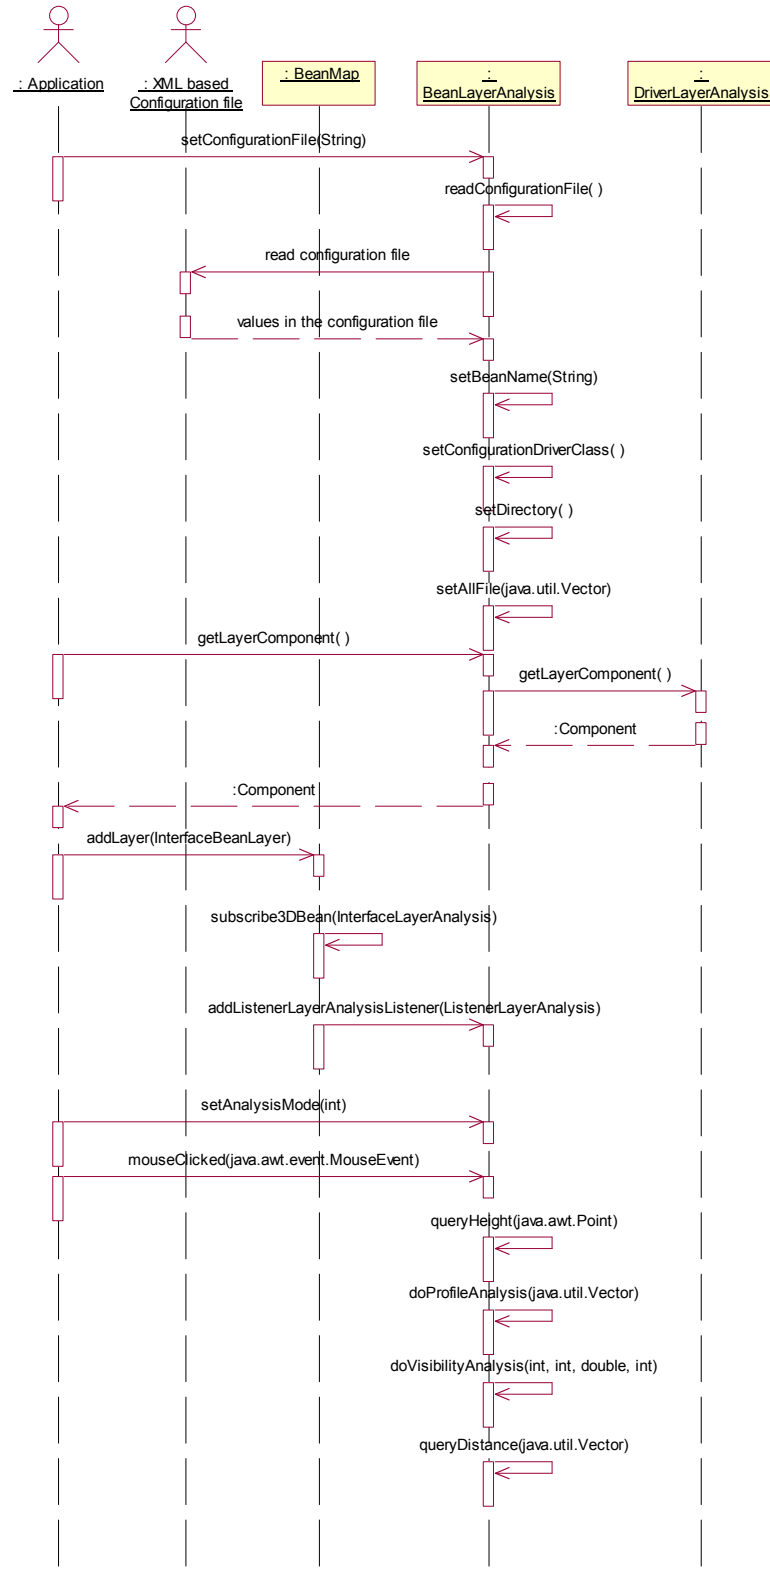 : Application
: XML based
Configuration file
: BeanMap
:
BeanLayerAnalysis
:
DriverLayerAnalysis
setConfigurationFile(String)
readConfigurationFile( )
read configuration file
values in the configuration file
setBeanName(String)
setConfigurationDriverClass( )
setDirectory( )
setAllFile(java.util.Vector)
getLayerComponent( )
getLayerComponent( )
:Component
:Component
addLayer(InterfaceBeanLayer)
subscribe3DBean(InterfaceLayerAnalysis)
addListenerLayerAnalysisListener(ListenerLayerAnalysis)
setAnalysisMode(int)
mouseClicked(java.awt.event.MouseEvent)
queryHeight(java.awt.Point)
doProfileAnalysis(java.util.Vector)
doVisibilityAnalysis(int, int, double, int)
queryDistance(java.util.Vector)